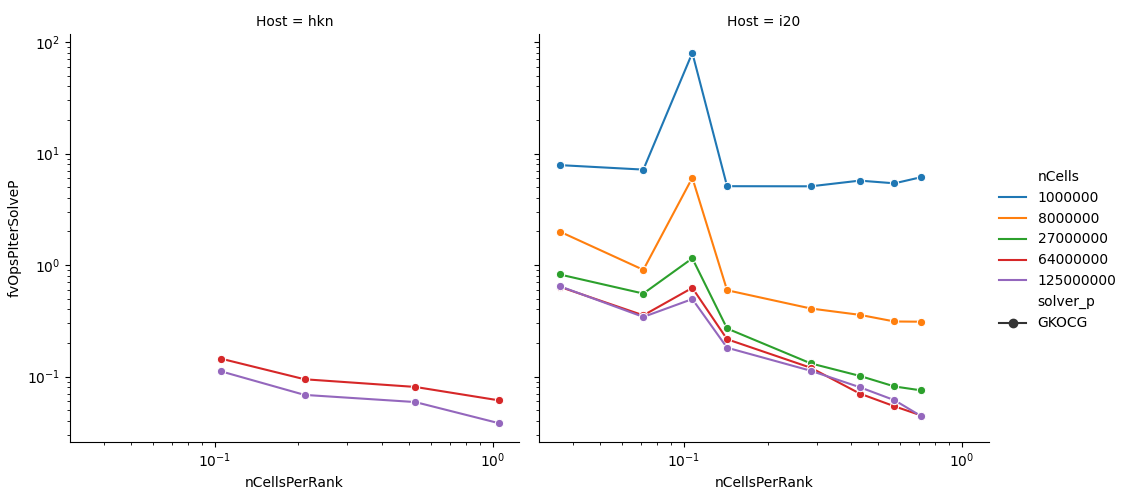 Host = hkn
Host = i20
10²
10¹
10⁰
10⁻¹
fvOpsPIterSolveP
10⁻¹
10⁰
10⁻¹
10⁰
nCellsPerRank
nCellsPerRank
nCells
1000000
8000000
27000000
64000000
125000000
solver_p
GKOCG